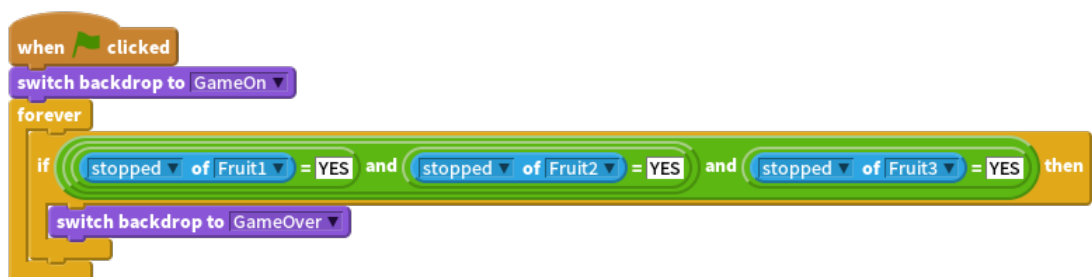 when clicked
switch backdrop to GameOn
forever
if stopped of Fruit1 = YES and stopped of Fruit2 = YES and stopped of Fruit3 = YES then
switch backdrop to GameOver